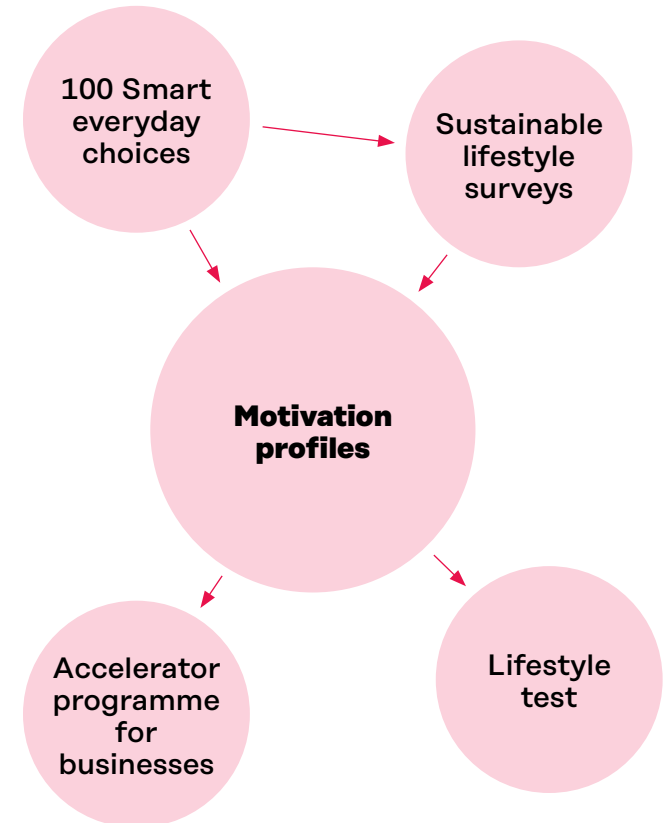 100 Smart
everyday
choices
Sustainable
lifestyle
surveys
Motivation
profiles
Accelerator
programme
for
businesses
Lifestyle
test